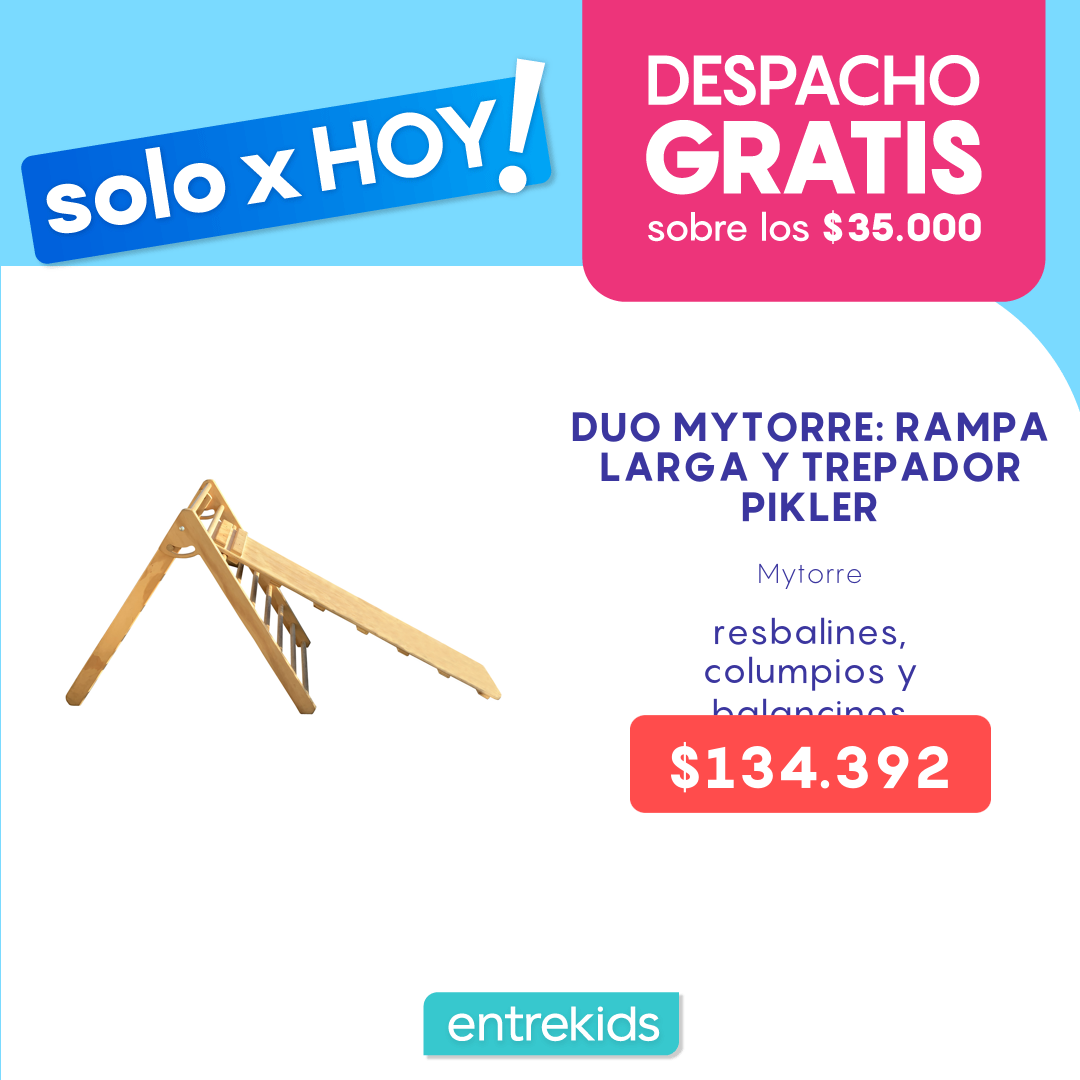 solo x HOY!
DESPACHO
GRATIS
sobre los $35.000
DUO MYTORRE: RAMPA
LARGA Y TREPADOR
PIKLER
Mytorre
resbalines,
columpios y
balancines
$134.392
entrekids